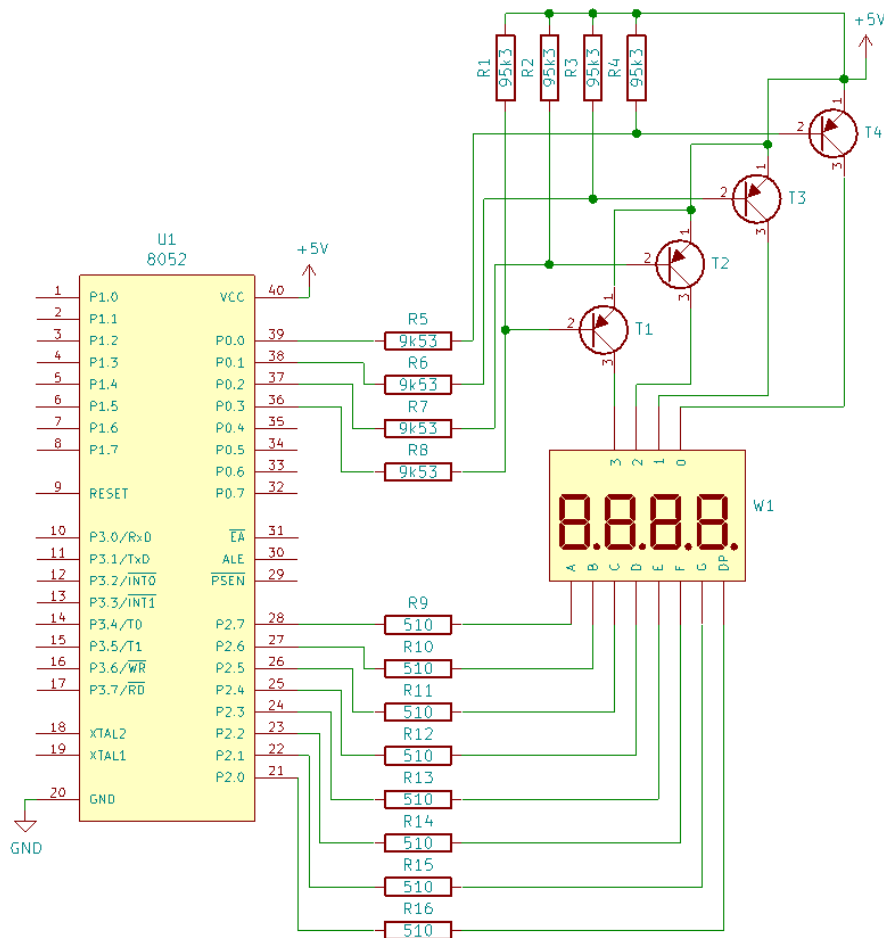 +5V
R1 95k3
R2 95k3
R3 95k3
R4 95k3
1
2
T4
3
1
2
T3
3
1
2
T2
3
1
2
T1
3
U1
8052
+5V
1 P1.0
2 P1.1
3 P1.2
4 P1.3
5 P1.4
6 P1.5
7 P1.6
8 P1.7
9 RESET
10 P3.0/RxD
11 P3.1/TxD
12 P3.2/INT0
13 P3.3/INT1
14 P3.4/T0
15 P3.5/T1
16 P3.6/WR
17 P3.7/RD
18 XTAL2
19 XTAL1
20 GND
GND
VCC 40
P0.0 39
P0.1 38
P0.2 37
P0.3 36
P0.4 35
P0.5 34
P0.6 33
P0.7 32
EA 31
ALE 30
PSEN 29
P2.7 28
P2.6 27
P2.5 26
P2.4 25
P2.3 24
P2.2 23
P2.1 22
P2.0 21
R5
9k53
R6
9k53
R7
9k53
R8
9k53
3 2 1 0
8.8.8.8.
W1
A B C D E F G DP
R9
510
R10
510
R11
510
R12
510
R13
510
R14
510
R15
510
R16
510